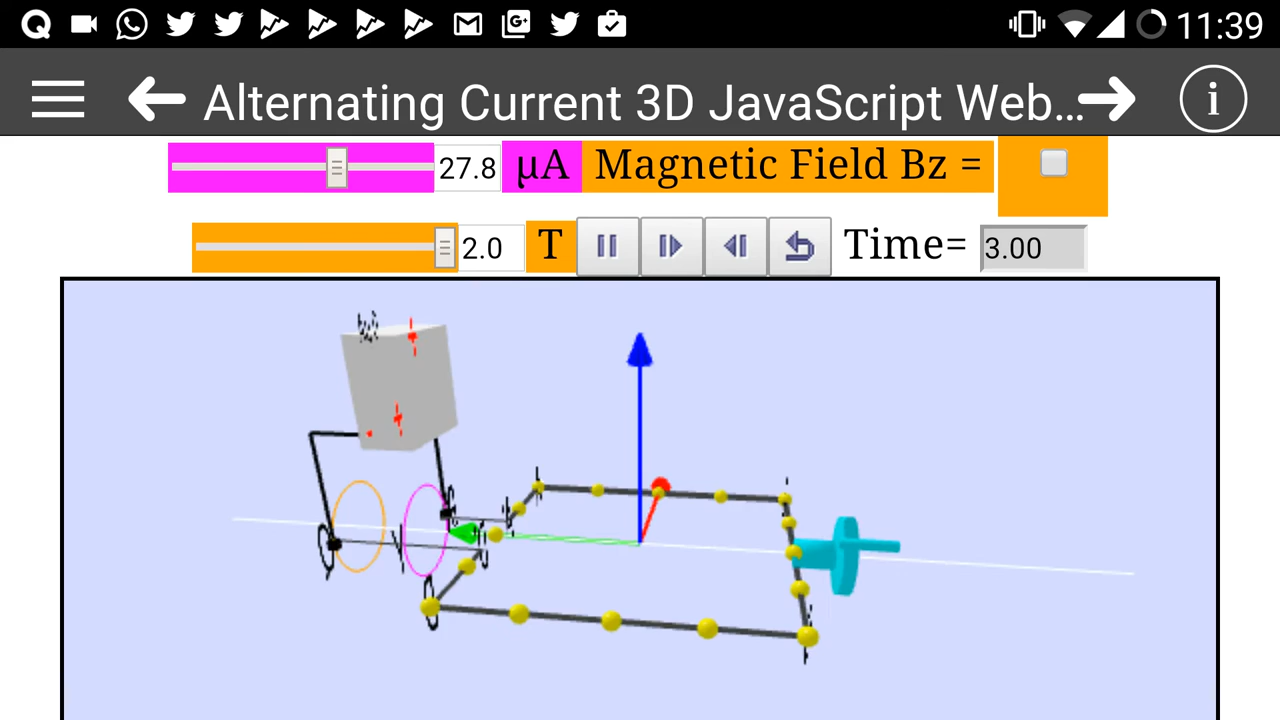 11:39
Alternating Current 3D JavaScript Web...
27.8 µA Magnetic Field Bz =
2.0 T Time= 3.00